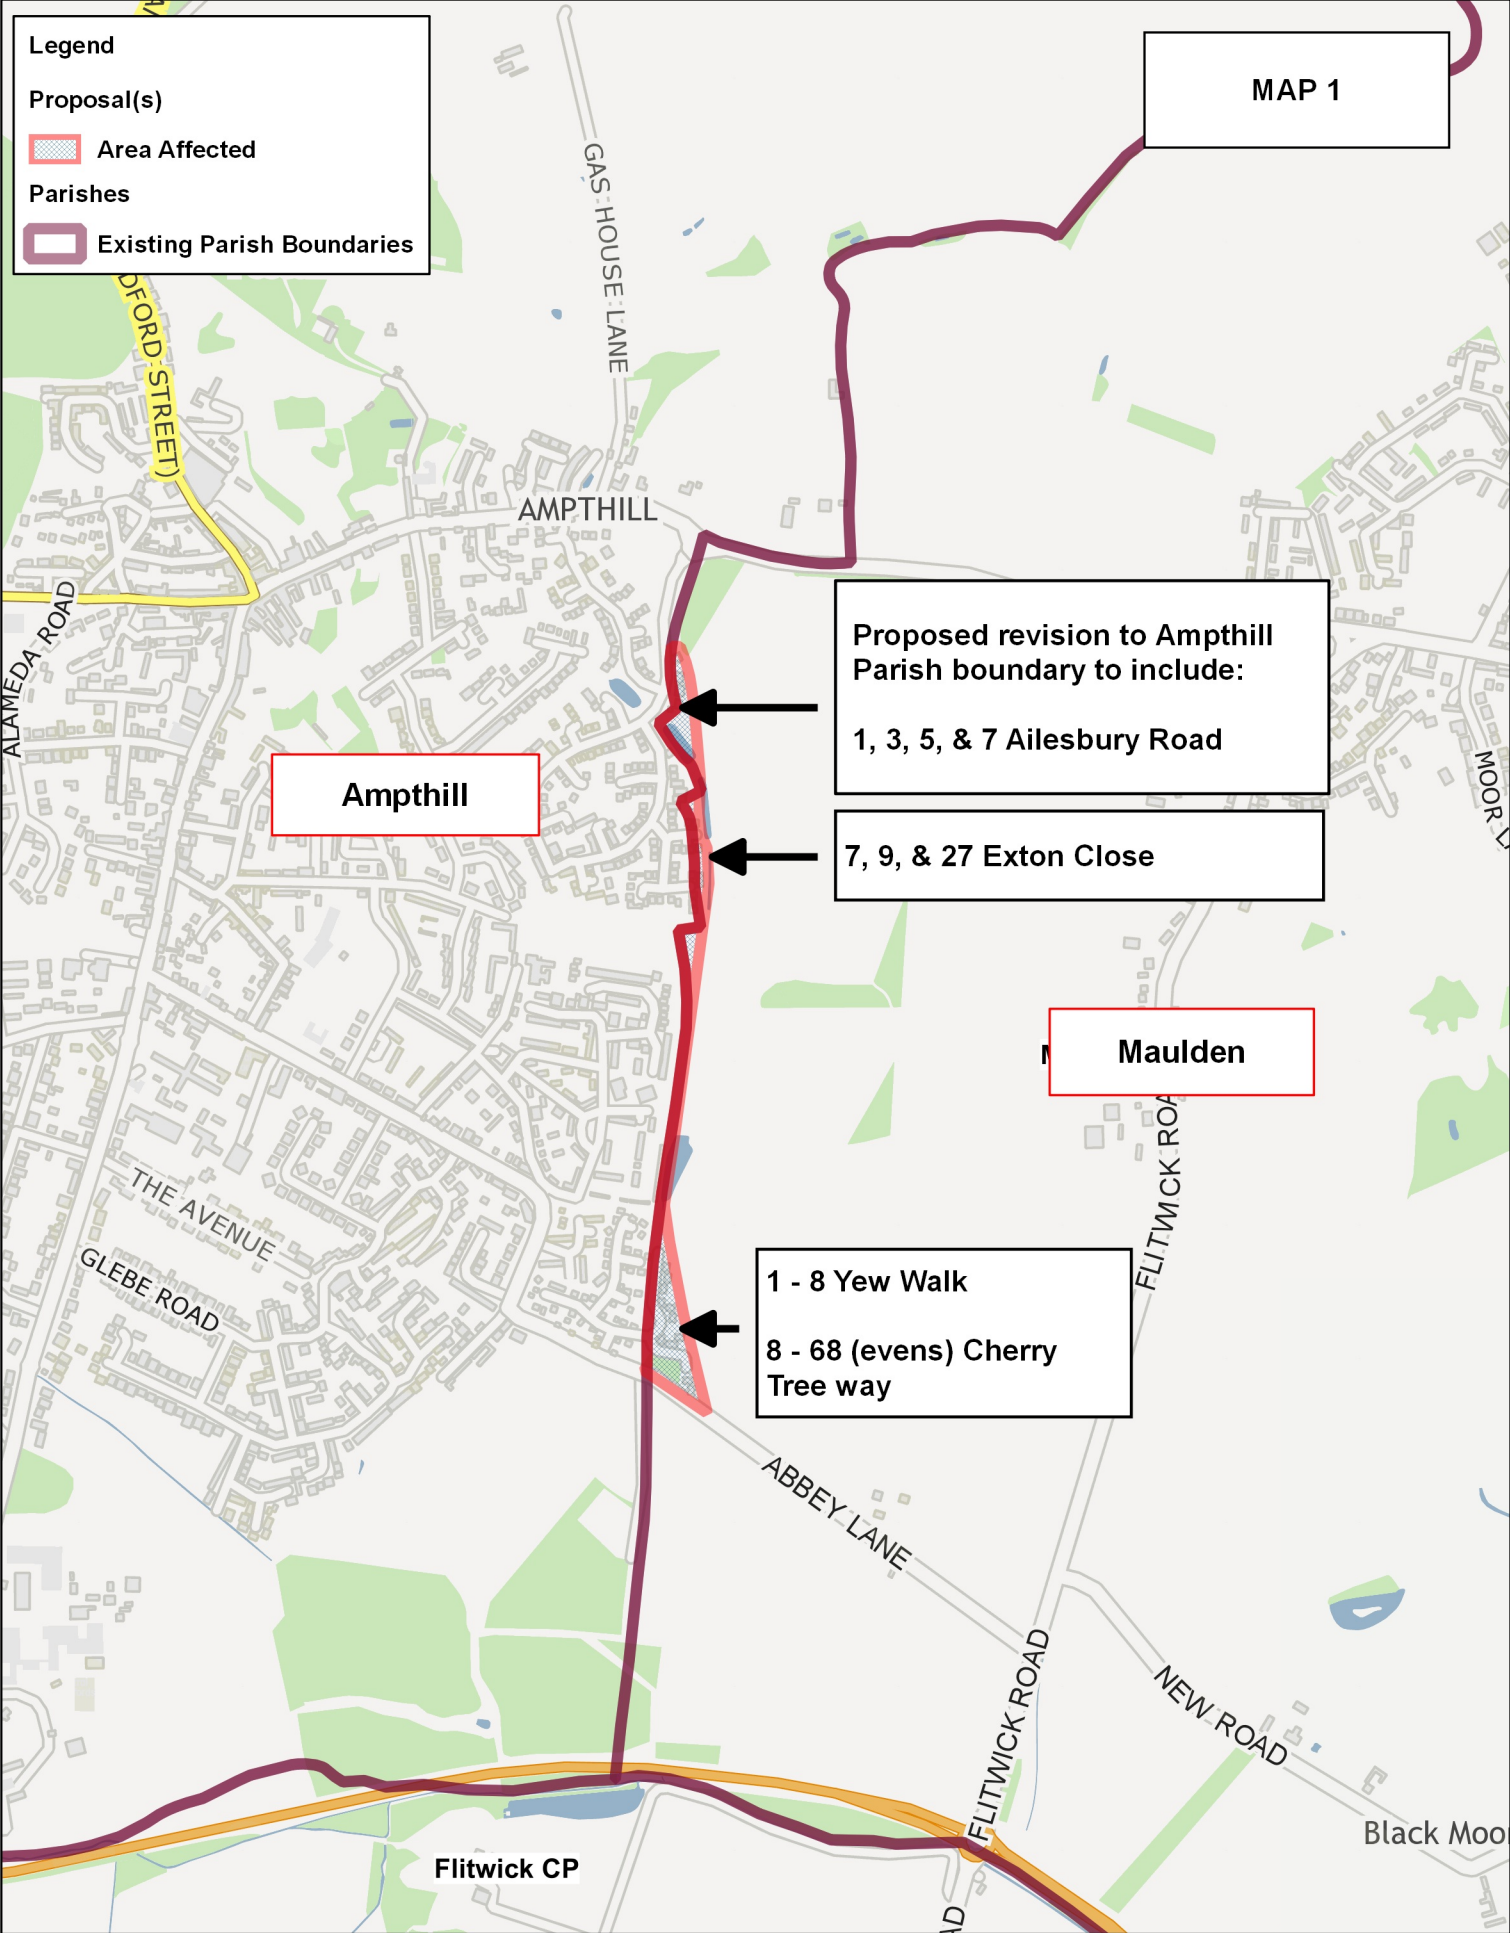 Legend
Proposal(s)
Area Affected
Parishes
Existing Parish Boundaries
MAP 1
GAS HOUSE LANE
DFORD STREET)
AMPTHILL
ALAMEDA ROAD
Proposed revision to Ampthill
Parish boundary to include:
1, 3, 5, & 7 Ailesbury Road
MOOR
Ampthill
7, 9, & 27 Exton Close
Maulden
FLITWICK ROA
THE AVENUE
GLEBE ROAD
1 - 8 Yew Walk
8 - 68 (evens) Cherry
Tree way
ABBEY LANE
FLITWICK ROAD
NEW ROAD
Black Moo
Flitwick CP
AD